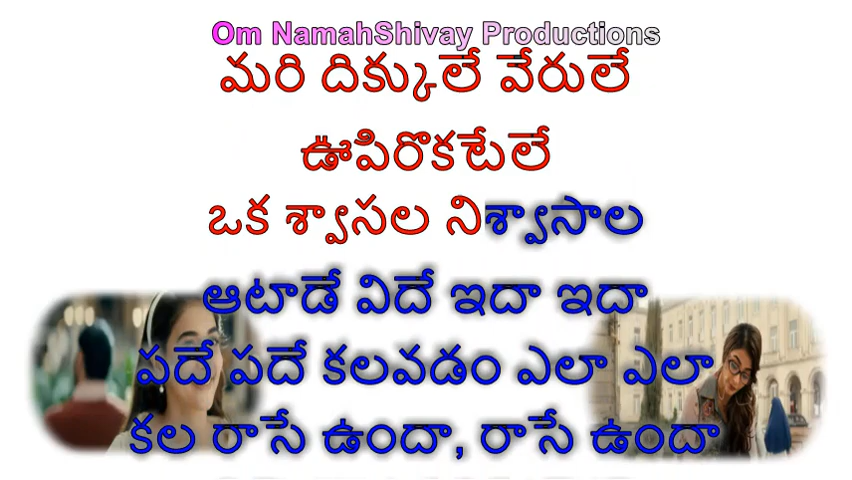 Om NamahShivay Productions
మరి దిక్కులే వేరులే
ఊపిరొకటేలే
ఒక శ్వాసల నిశ్వాసాల
ఆటాడే విదే ఇదా ఇదా
పదే పదే కలవడం ఎలా ఎలా
కల రాసే ఉందా, రాసే ఉందా